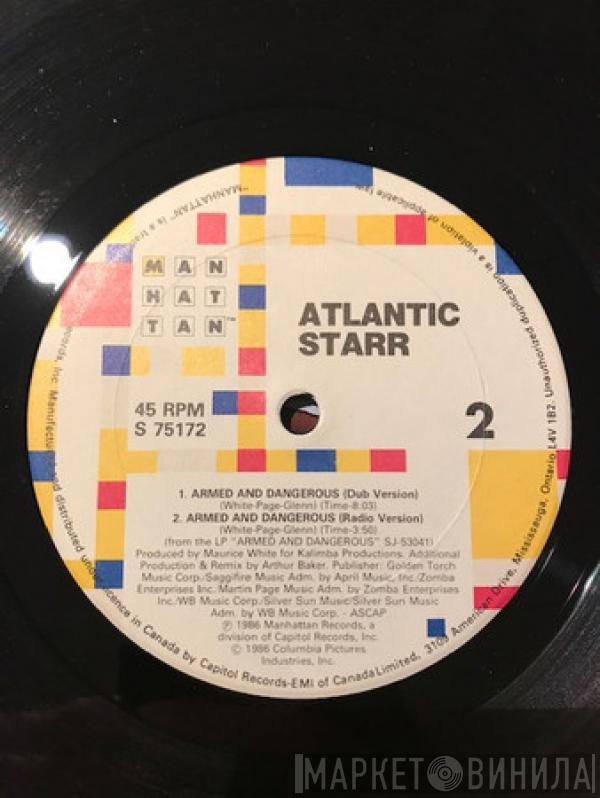 MAN
HAT
TAN™
ATLANTIC
STARR
45 RPM
S 75172
2
1. ARMED AND DANGEROUS (Dub Version)
(White-Page-Glenn) (Time-8:03)
2. ARMED AND DANGEROUS (Radio Version)
(White-Page-Glenn) (Time-3:50)
(from the LP "ARMED AND DANGEROUS" SJ-53041)
Produced by Maurice White for Kalimba Productions. Additional
Production & Remix by Arthur Baker. Publisher: Golden Torch
Music Corp./Saggifire Music Adm. by April Music, Inc./Zomba
Enterprises Inc./Martin Page Music Adm. by Zomba Enterprises
Inc./WB Music Corp./Silver Sun Music/Silver Sun Music
Adm. by WB Music Corp. - ASCAP
℗ 1986 Manhattan Records, a
division of Capitol Records, Inc.
© 1986 Columbia Pictures
Industries, Inc.
"MANHATTAN" is a
Records, Inc. Manufactured and distributed under licence in Canada by Capitol Records-EMI of Canada Limited, 3109 American Drive, Mississauga, Ontario L4V 1B2. Unauthorized duplication is a violation of applicable
МАРКЕТ ВИНИЛА